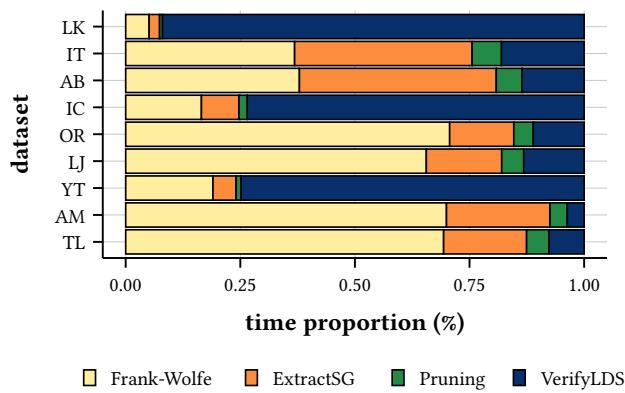 LK
IT
AB
IC
OR
LJ
YT
AM
TL
dataset
0.00 0.25 0.50 0.75 1.00
time proportion (%)
Frank-Wolfe ExtractSG Pruning VerifyLDS